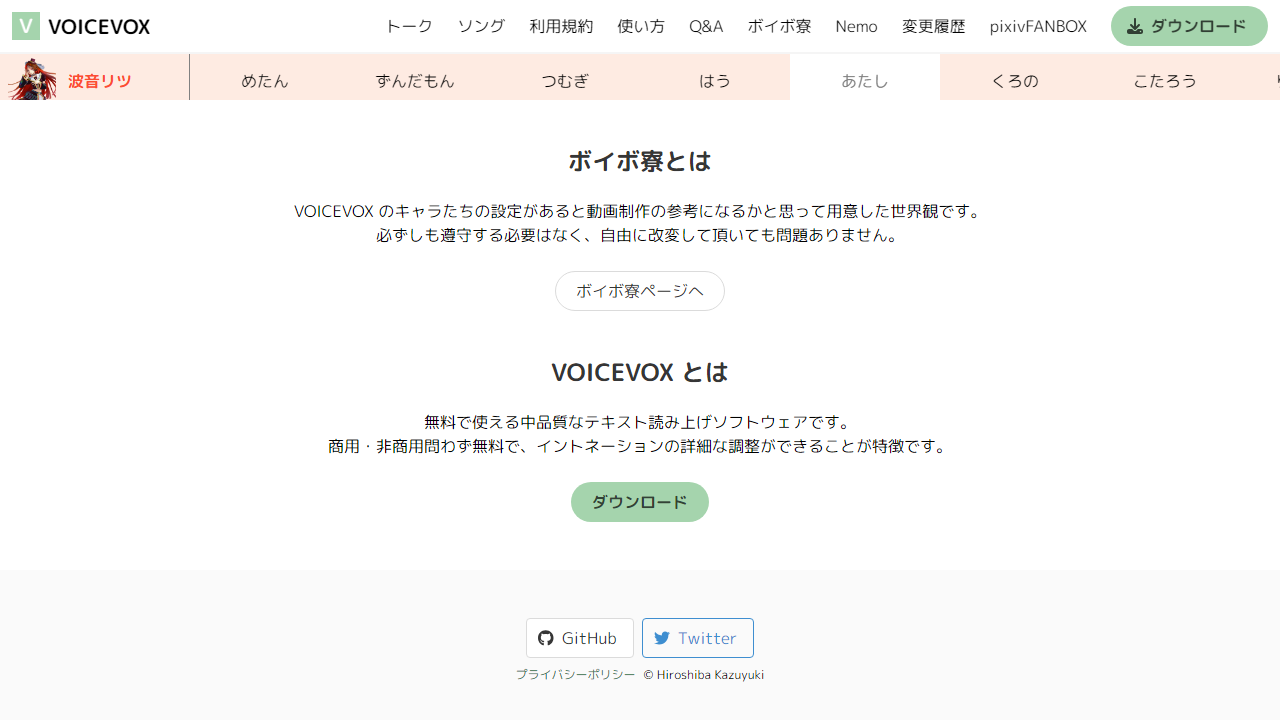 V VOICEVOX トーク ソング 利用規約 使い方 Q&A ボイボ寮 Nemo 変更履歴 pixivFANBOX ダウンロード
波音リツ めたん ずんだもん つむぎ はう あたし くろの こたろう
ボイボ寮とは
VOICEVOX のキャラたちの設定があると動画制作の参考になるかと思って用意した世界観です。
必ずしも遵守する必要はなく、自由に改変して頂いても問題ありません。
ボイボ寮ページへ
VOICEVOX とは
無料で使える中品質なテキスト読み上げソフトウェアです。
商用・非商用問わず無料で、イントネーションの詳細な調整ができることが特徴です。
ダウンロード
GitHub Twitter
プライバシーポリシー © Hiroshiba Kazuyuki